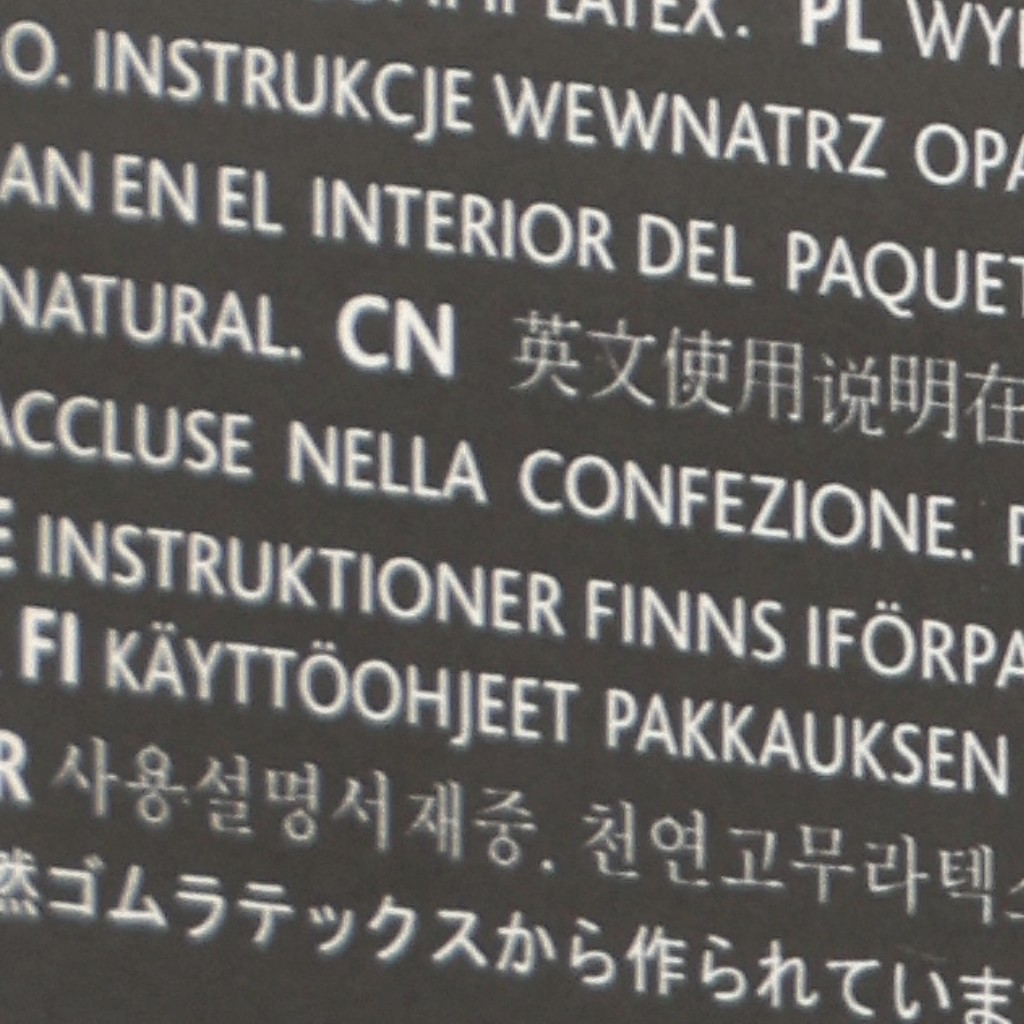 LATEX. PL
O. INSTRUKCJE WEWNATRZ
AN EN EL INTERIOR DEL PAQUET
NATURAL. CN 英文使用说明在
ACCLUSE NELLA CONFEZIONE.
E INSTRUKTIONER FINNS IFÖRPA
FI KÄYTTÖOHJEET PAKKAUKSEN
R 사용설명서재중. 천연고무라텍
然ゴムラテックスから作られていま